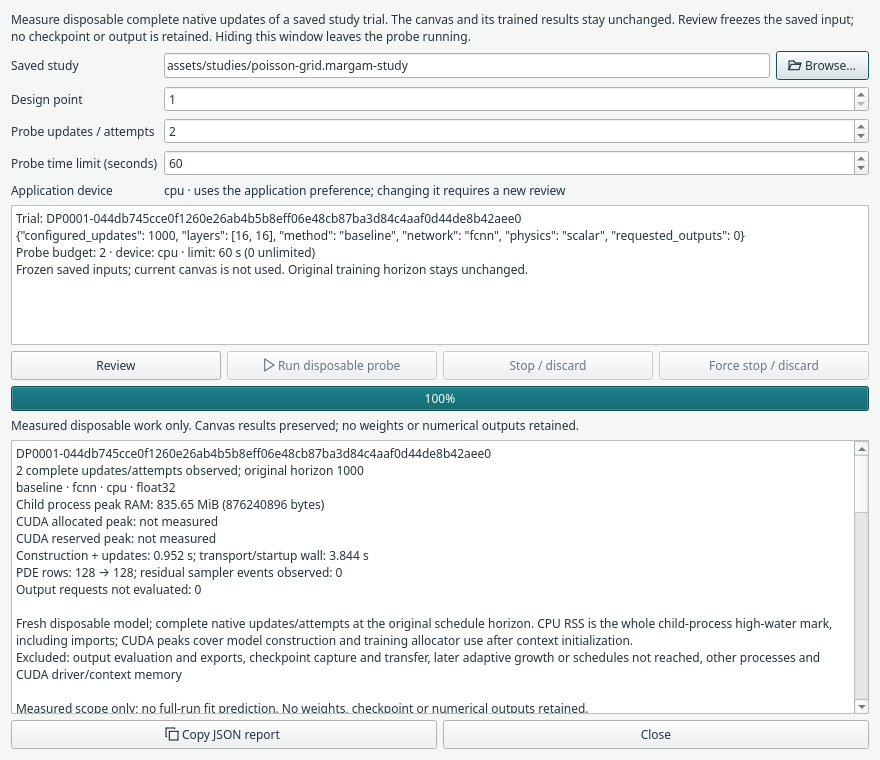 Measure disposable complete native updates of a saved study trial. The canvas and its trained results stay unchanged. Review freezes the saved input;
no checkpoint or output is retained. Hiding this window leaves the probe running.
Saved study
assets/studies/poisson-grid.margam-study
Browse...
Design point
1
Probe updates / attempts
2
Probe time limit (seconds)
60
Application device
cpu · uses the application preference; changing it requires a new review
Trial: DP0001-044db745cce0f1260e26ab4b5b8eff06e48cb87ba3d84c4aaf0d44de8b42aee0
{"configured_updates": 1000, "layers": [16, 16], "method": "baseline", "network": "fcnn", "physics": "scalar", "requested_outputs": 0}
Probe budget: 2 · device: cpu · limit: 60 s (0 unlimited)
Frozen saved inputs; current canvas is not used. Original training horizon stays unchanged.
Review
Run disposable probe
Stop / discard
Force stop / discard
100%
Measured disposable work only. Canvas results preserved; no weights or numerical outputs retained.
DP0001-044db745cce0f1260e26ab4b5b8eff06e48cb87ba3d84c4aaf0d44de8b42aee0
2 complete updates/attempts observed; original horizon 1000
baseline · fcnn · cpu · float32
Child process peak RAM: 835.65 MiB (876240896 bytes)
CUDA allocated peak: not measured
CUDA reserved peak: not measured
Construction + updates: 0.952 s; transport/startup wall: 3.844 s
PDE rows: 128 → 128; residual sampler events observed: 0
Output requests not evaluated: 0
Fresh disposable model; complete native updates/attempts at the original schedule horizon. CPU RSS is the whole child-process high-water mark,
including imports; CUDA peaks cover model construction and training allocator use after context initialization.
Excluded: output evaluation and exports, checkpoint capture and transfer, later adaptive growth or schedules not reached, other processes and
CUDA driver/context memory
Measured scope only; no full-run fit prediction. No weights, checkpoint or numerical outputs retained.
Copy JSON report
Close